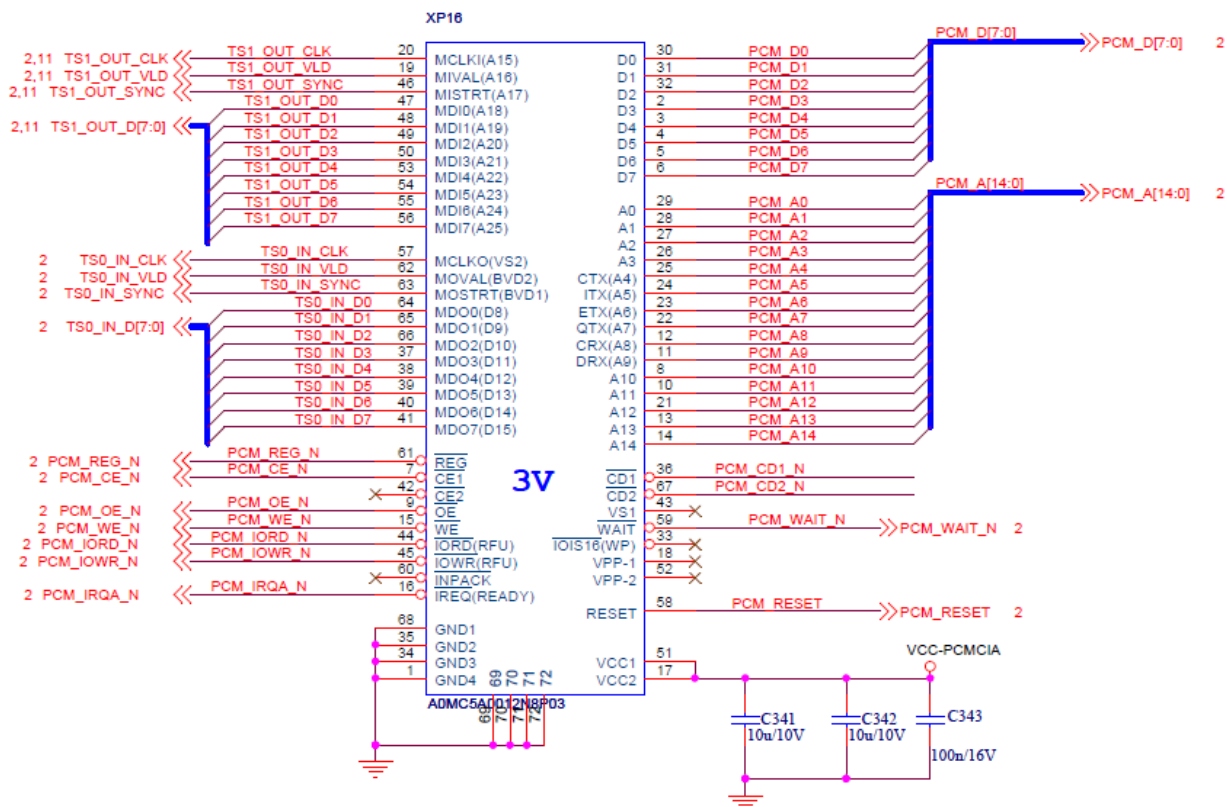 XP16
2,11 TS1_OUT_CLK TS1_OUT_CLK 20 MCLKI(A15) D0 30 PCM_D0 PCM_D[7:0] PCM_D[7:0] 2
2,11 TS1_OUT_VLD TS1_OUT_VLD 19 MIVAL(A16) D1 31 PCM_D1
2,11 TS1_OUT_SYNC TS1_OUT_SYNC 46 MISTRT(A17) D2 32 PCM_D2
TS1_OUT_D0 47 MDI0(A18) D3 2 PCM_D3
2,11 TS1_OUT_D[7:0] TS1_OUT_D1 48 MDI1(A19) D4 3 PCM_D4
TS1_OUT_D2 49 MDI2(A20) D5 4 PCM_D5
TS1_OUT_D3 50 MDI3(A21) D6 5 PCM_D6
TS1_OUT_D4 53 MDI4(A22) D7 6 PCM_D7
TS1_OUT_D5 54 MDI5(A23) PCM_A[14:0] PCM_A[14:0] 2
TS1_OUT_D6 55 MDI6(A24) A0 29 PCM_A0
TS1_OUT_D7 56 MDI7(A25) A1 28 PCM_A1
A2 27 PCM_A2
2 TS0_IN_CLK TS0_IN_CLK 57 MCLKO(VS2) A3 26 PCM_A3
2 TS0_IN_VLD TS0_IN_VLD 62 MOVAL(BVD2) CTX(A4) 25 PCM_A4
2 TS0_IN_SYNC TS0_IN_SYNC 63 MOSTRT(BVD1) ITX(A5) 24 PCM_A5
TS0_IN_D0 64 MDO0(D8) ETX(A6) 23 PCM_A6
2 TS0_IN_D[7:0] TS0_IN_D1 65 MDO1(D9) QTX(A7) 22 PCM_A7
TS0_IN_D2 66 MDO2(D10) CRX(A8) 12 PCM_A8
TS0_IN_D3 37 MDO3(D11) DRX(A9) 11 PCM_A9
TS0_IN_D4 38 MDO4(D12) A10 8 PCM_A10
TS0_IN_D5 39 MDO5(D13) A11 10 PCM_A11
TS0_IN_D6 40 MDO6(D14) A12 21 PCM_A12
TS0_IN_D7 41 MDO7(D15) A13 13 PCM_A13
A14 14 PCM_A14
2 PCM_REG_N PCM_REG_N 61 REG
2 PCM_CE_N PCM_CE_N 7 CE1 3V CD1 36 PCM_CD1_N
42 CE2 CD2 67 PCM_CD2_N
2 PCM_OE_N PCM_OE_N 9 OE VS1 43
2 PCM_WE_N PCM_WE_N 15 WE WAIT 59 PCM_WAIT_N PCM_WAIT_N 2
2 PCM_IORD_N PCM_IORD_N 44 IORD(RFU) IOIS16(WP) 33
2 PCM_IOWR_N PCM_IOWR_N 45 IOWR(RFU) VPP-1 18
60 INPACK VPP-2 52
2 PCM_IRQA_N PCM_IRQA_N 16 IREQ(READY)
RESET 58 PCM_RESET PCM_RESET 2
68 GND1
35 GND2 VCC-PCMCIA
34 GND3 VCC1 51
1 GND4 69 70 71 72 VCC2 17
A0MC5A0012N8P03
69 70 71 72
C341 C342 C343
10u/10V 10u/10V 100n/16V